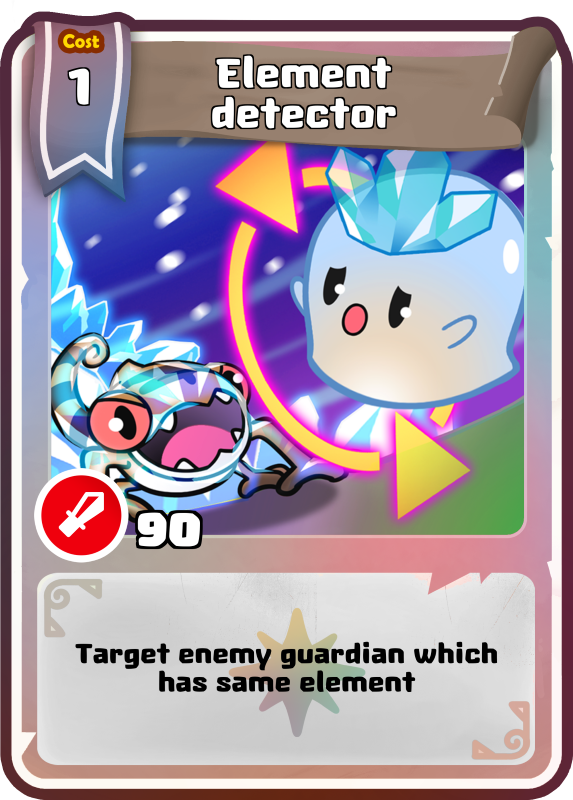 Cost
1
Element
detector
90
Target enemy guardian which
has same element